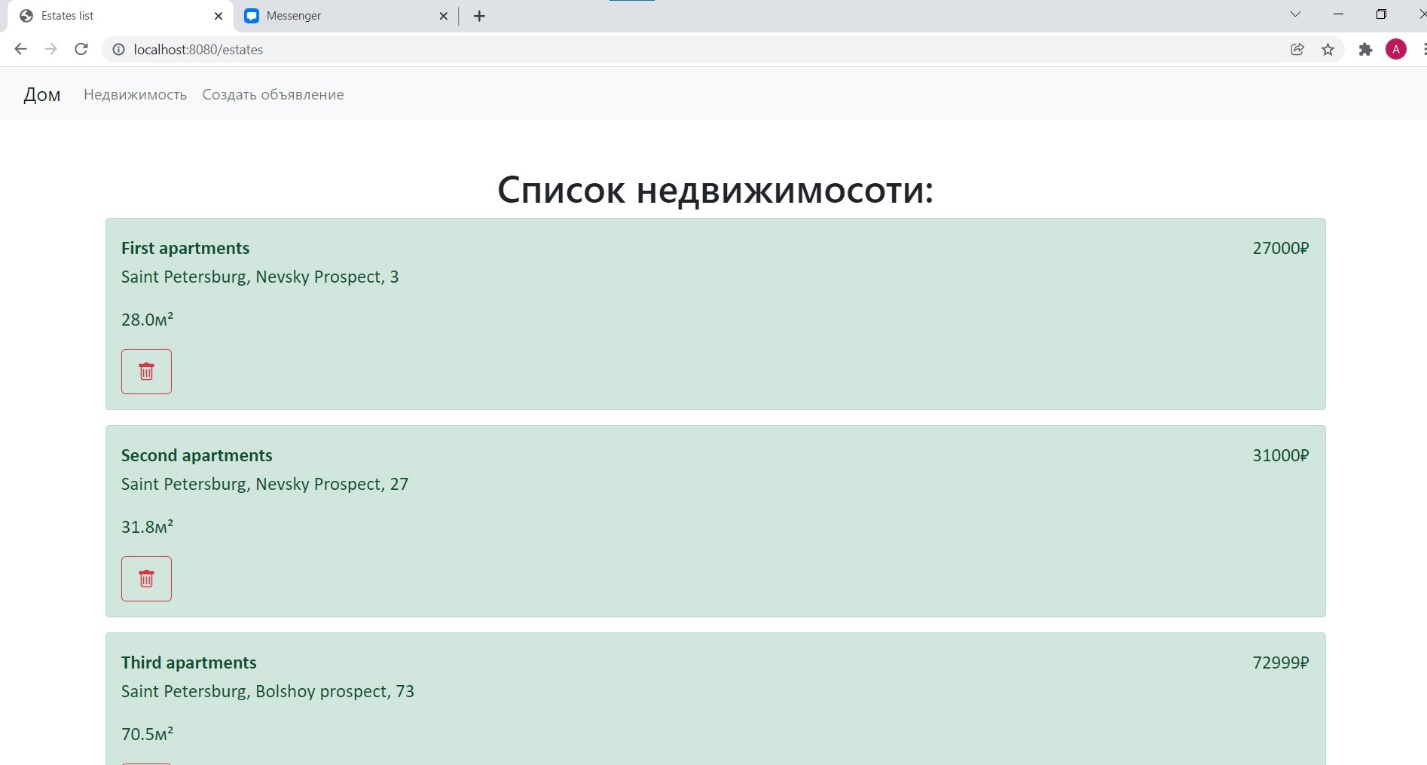 Estates list
Messenger
localhost:8080/estates
A
Дом Недвижимость Создать объявление
Список недвижимосоти:
First apartments 27000₽
Saint Petersburg, Nevsky Prospect, 3
28.0м²
Second apartments 31000₽
Saint Petersburg, Nevsky Prospect, 27
31.8м²
Third apartments 72999₽
Saint Petersburg, Bolshoy prospect, 73
70.5м²